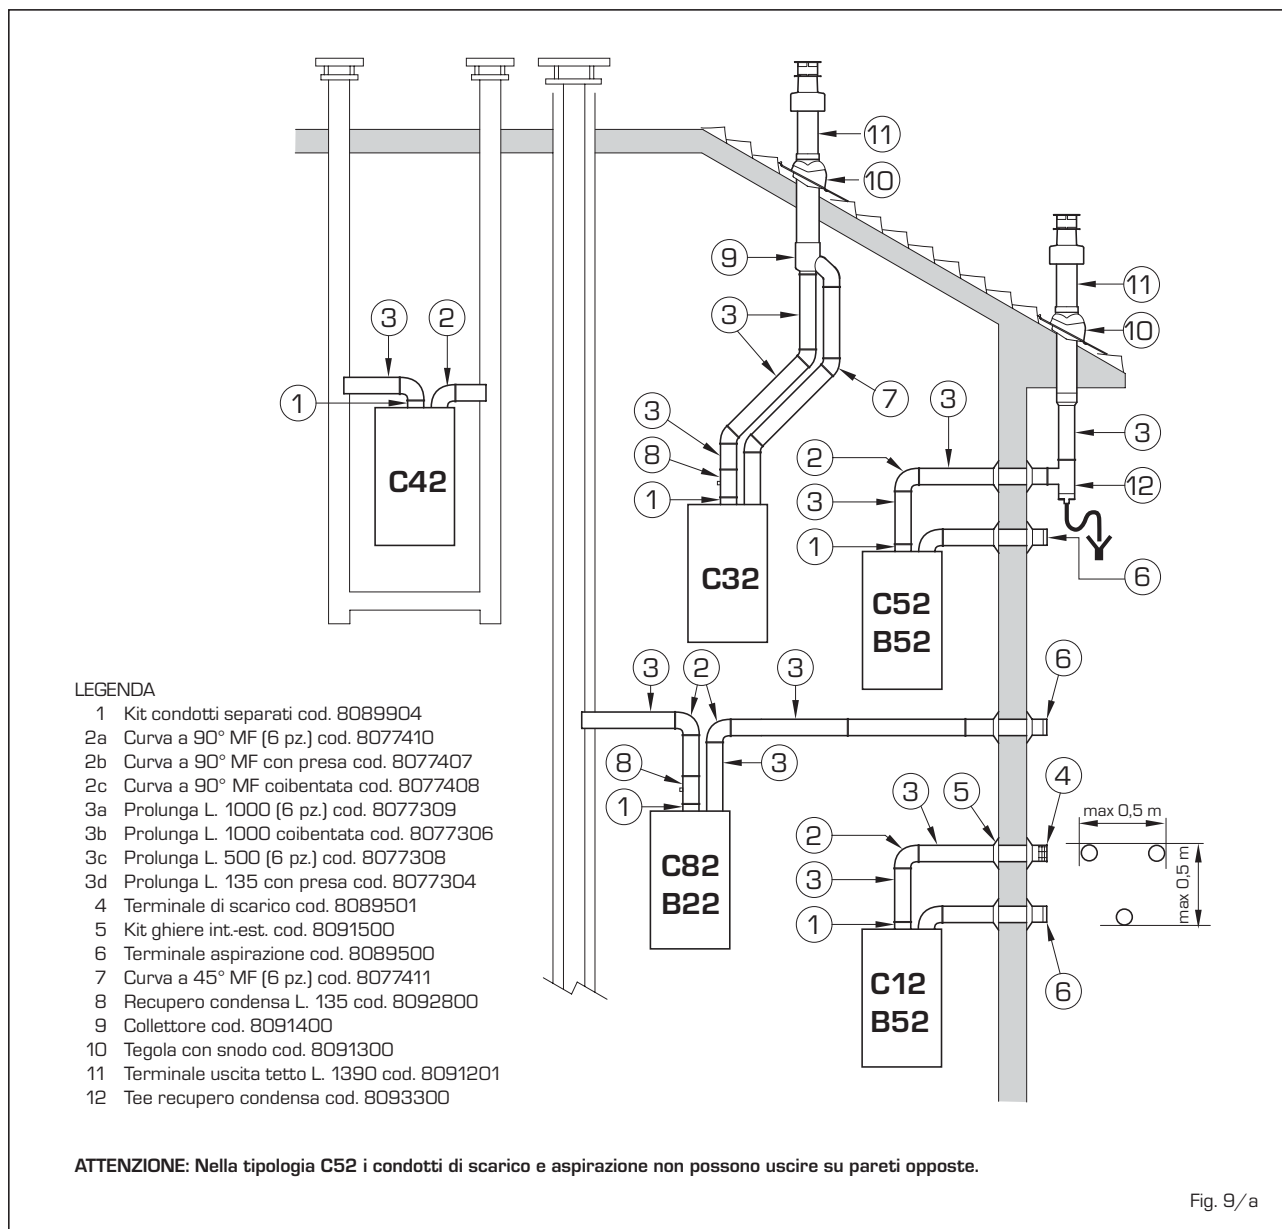 11
10
9
11
3
2
3
10
1
7
3
3
3
8
2
C42
12
3
1
1
C32
6
C52
B52
3
2
3
6
LEGENDA
1 Kit condotti separati cod. 8089904
2a Curva a 90° MF (6 pz.) cod. 8077410
2b Curva a 90° MF con presa cod. 8077407
2c Curva a 90° MF coibentata cod. 8077408
3a Prolunga L. 1000 (6 pz.) cod. 8077309
3b Prolunga L. 1000 coibentata cod. 8077306
3c Prolunga L. 500 (6 pz.) cod. 8077308
3d Prolunga L. 135 con presa cod. 8077304
4 Terminale di scarico cod. 8089501
5 Kit ghiere int.-est. cod. 8091500
6 Terminale aspirazione cod. 8089500
7 Curva a 45° MF (6 pz.) cod. 8077411
8 Recupero condensa L. 135 cod. 8092800
9 Collettore cod. 8091400
10 Tegola con snodo cod. 8091300
11 Terminale uscita tetto L. 1390 cod. 8091201
12 Tee recupero condensa cod. 8093300
8
3
1
C82
B22
3
5
4
2
3
1
max 0,5 m
max 0,5 m
C12
B52
6
ATTENZIONE: Nella tipologia C52 i condotti di scarico e aspirazione non possono uscire su pareti opposte.
Fig. 9/a